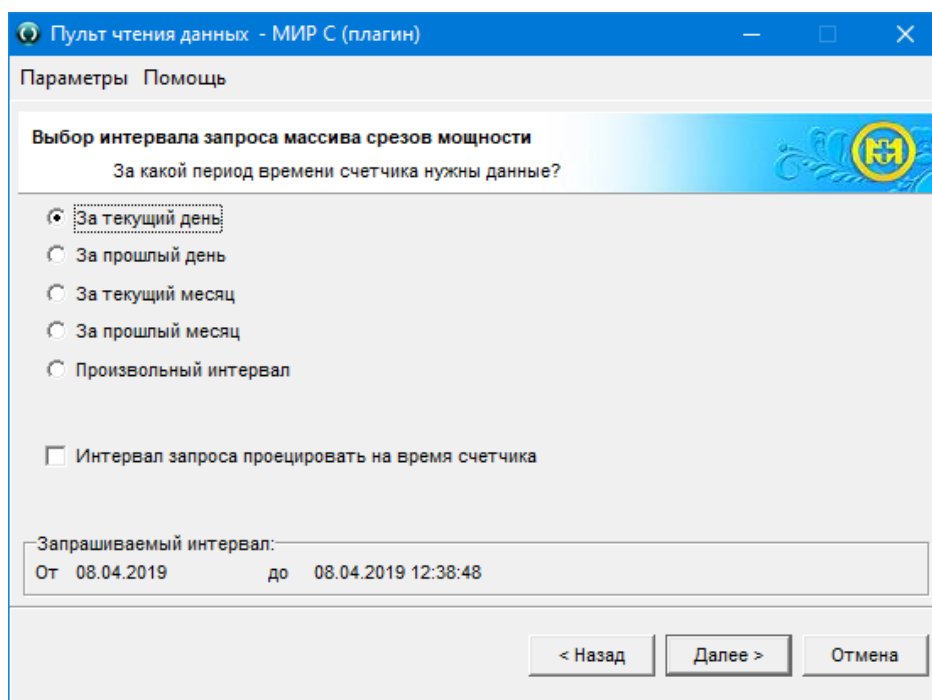 Пульт чтения данных - МИР С (плагин)
Параметры Помощь
Выбор интервала запроса массива срезов мощности
За какой период времени счетчика нужны данные?
За текущий день
За прошлый день
За текущий месяц
За прошлый месяц
Произвольный интервал
Интервал запроса проецировать на время счетчика
Запрашиваемый интервал:
От 08.04.2019 до 08.04.2019 12:38:48
< Назад Далее > Отмена